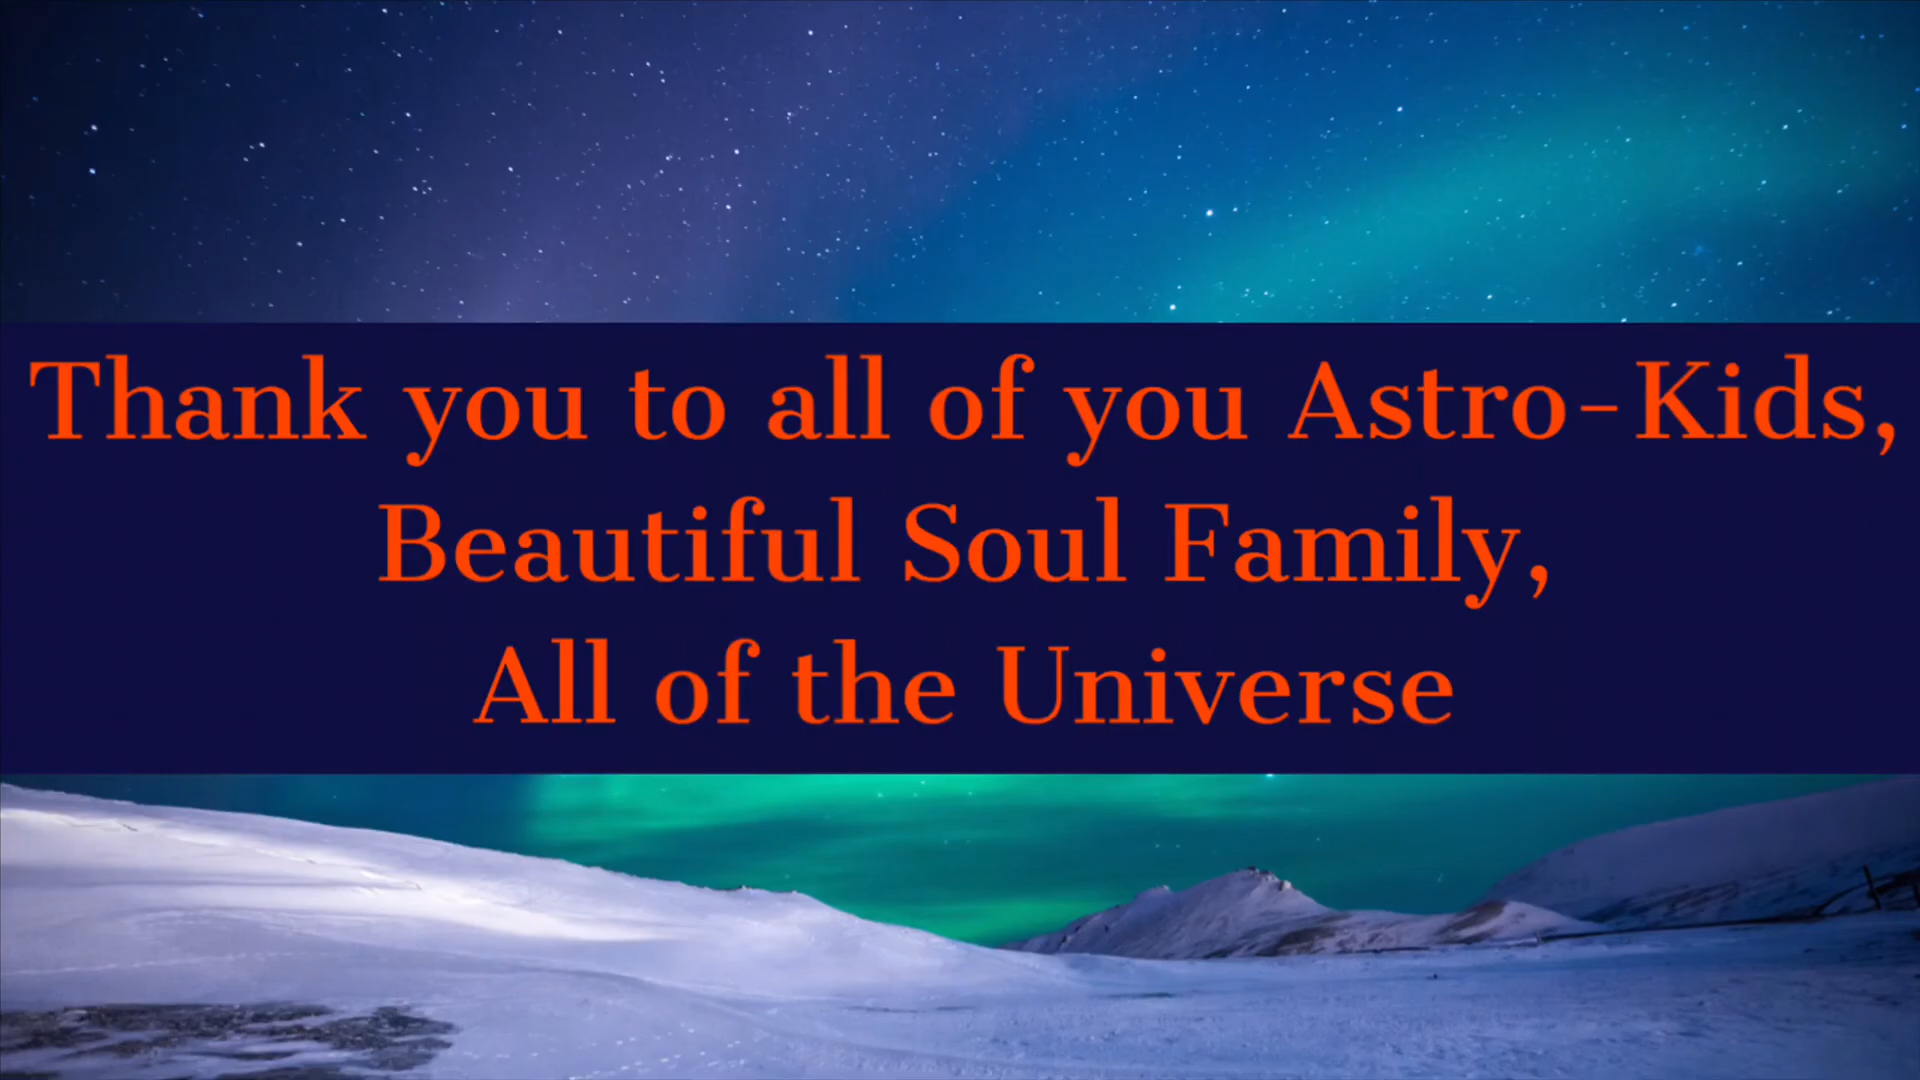 Thank you to all of you Astro-Kids,
Beautiful Soul Family,
All of the Universe